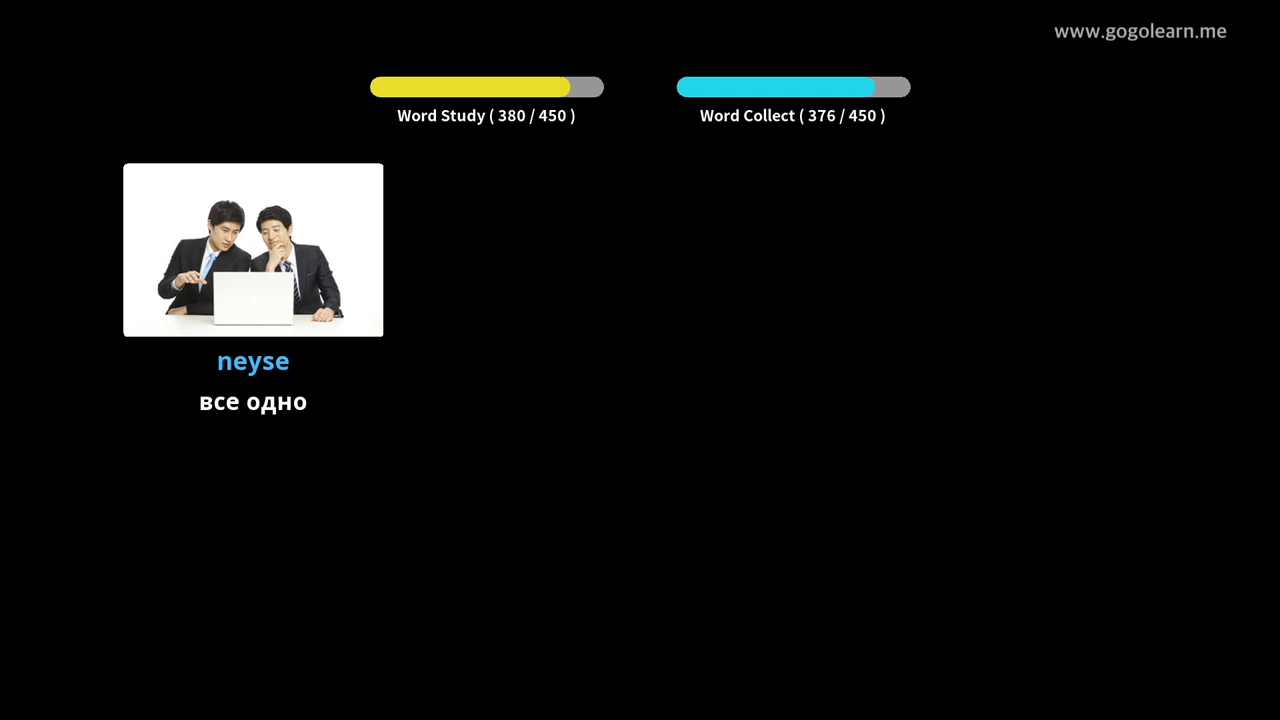 www.gogolearn.me
Word Study ( 380 / 450 )
Word Collect ( 376 / 450 )
neyse
все одно